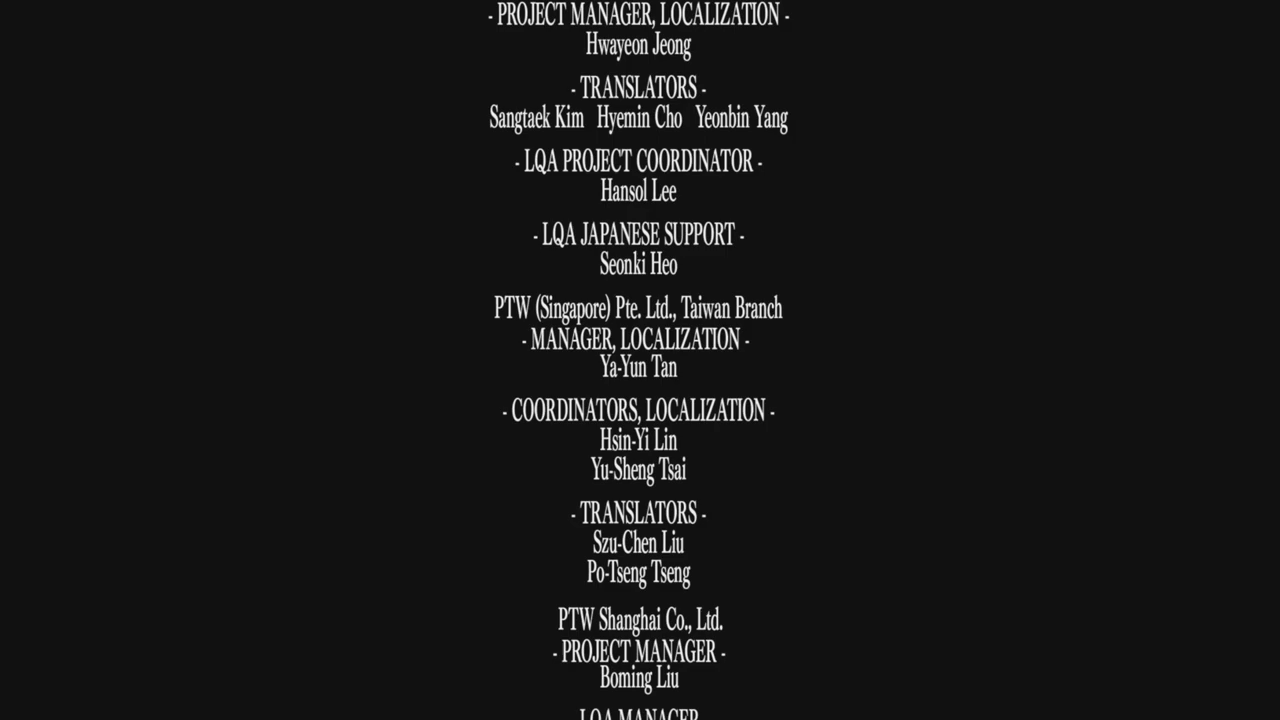 - PROJECT MANAGER, LOCALIZATION -
Hwayeon Jeong
- TRANSLATORS -
Sangtaek Kim Hyemin Cho Yeonbin Yang
- LQA PROJECT COORDINATOR -
Hansol Lee
- LQA JAPANESE SUPPORT -
Seonki Heo
PTW (Singapore) Pte. Ltd., Taiwan Branch
- MANAGER, LOCALIZATION -
Ya-Yun Tan
- COORDINATORS, LOCALIZATION -
Hsin-Yi Lin
Yu-Sheng Tsai
- TRANSLATORS -
Szu-Chen Liu
Po-Tseng Tseng
PTW Shanghai Co., Ltd.
- PROJECT MANAGER -
Boming Liu
LQA MANAGER